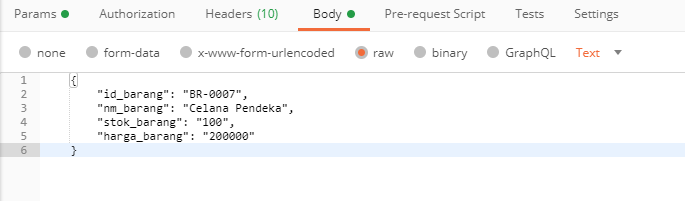 Params Authorization Headers (10) Body Pre-request Script Tests Settings
none form-data x-www-form-urlencoded raw binary GraphQL Text
1 {
2 "id_barang": "BR-0007",
3 "nm_barang": "Celana Pendeka",
4 "stok_barang": "100",
5 "harga_barang": "200000"
6 }